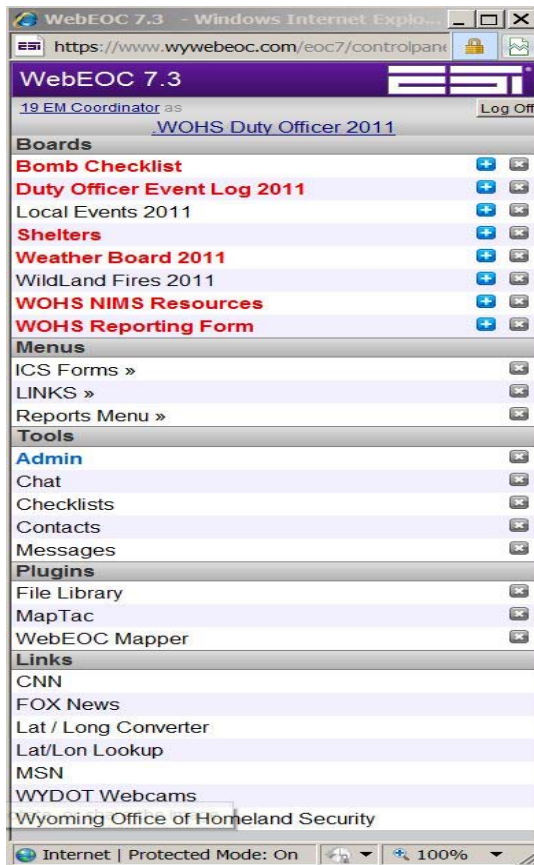 WebEOC 7.3 - Windows Internet Explo...
ESi https://www.wywebeoc.com/eoc7/controlpane
WebEOC 7.3 ESi
19 EM Coordinator as Log Off
.WOHS Duty Officer 2011
Boards
Bomb Checklist
Duty Officer Event Log 2011
Local Events 2011
Shelters
Weather Board 2011
WildLand Fires 2011
WOHS NIMS Resources
WOHS Reporting Form
Menus
ICS Forms »
LINKS »
Reports Menu »
Tools
Admin
Chat
Checklists
Contacts
Messages
Plugins
File Library
MapTac
WebEOC Mapper
Links
CNN
FOX News
Lat / Long Converter
Lat/Lon Lookup
MSN
WYDOT Webcams
Wyoming Office of Homeland Security
Internet | Protected Mode: On 100%